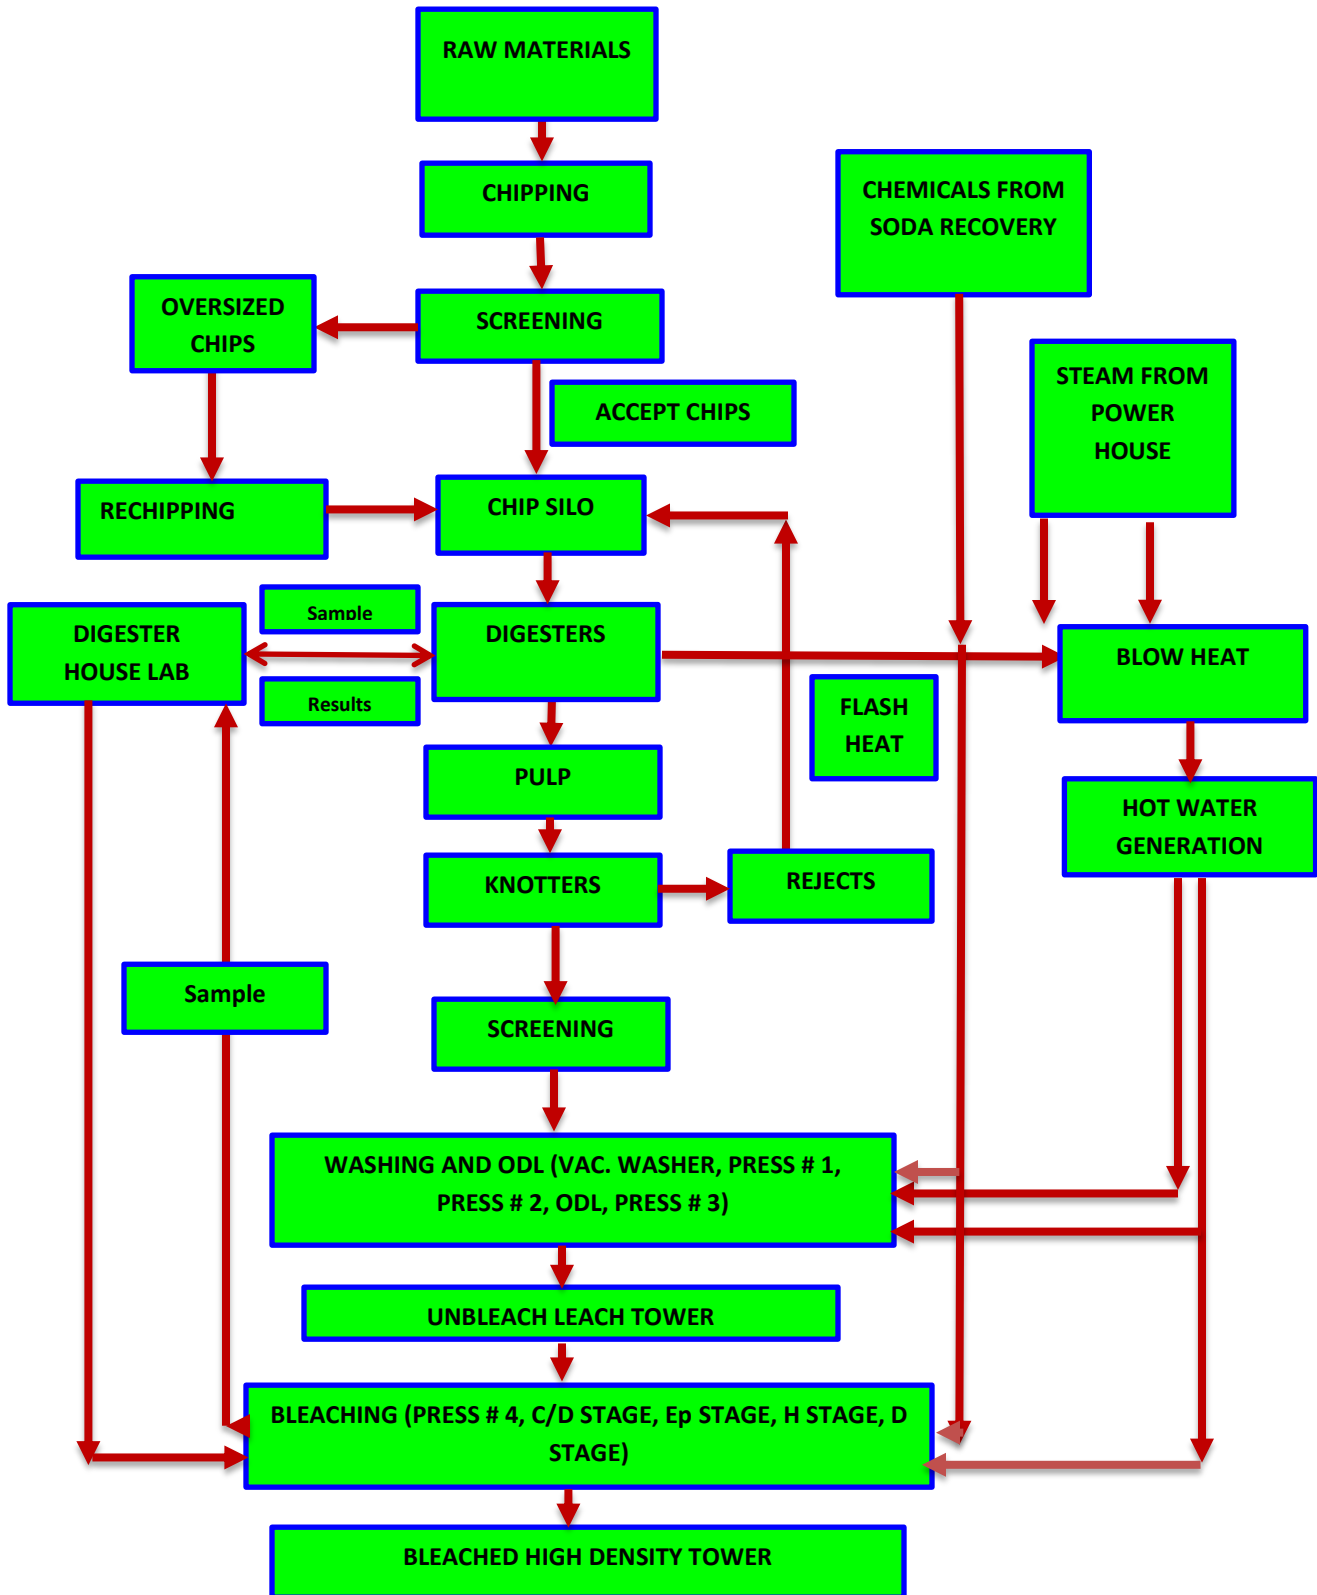 RAW MATERIALS
CHIPPING
CHEMICALS FROM
SODA RECOVERY
OVERSIZED
CHIPS
SCREENING
STEAM FROM
POWER
HOUSE
ACCEPT CHIPS
RECHIPPING
CHIP SILO
DIGESTER
HOUSE LAB
Sample
Results
DIGESTERS
BLOW HEAT
FLASH
HEAT
PULP
HOT WATER
GENERATION
KNOTTERS
REJECTS
Sample
SCREENING
WASHING AND ODL (VAC. WASHER, PRESS # 1,
PRESS # 2, ODL, PRESS # 3)
UNBLEACH LEACH TOWER
BLEACHING (PRESS # 4, C/D STAGE, Ep STAGE, H STAGE, D
STAGE)
BLEACHED HIGH DENSITY TOWER